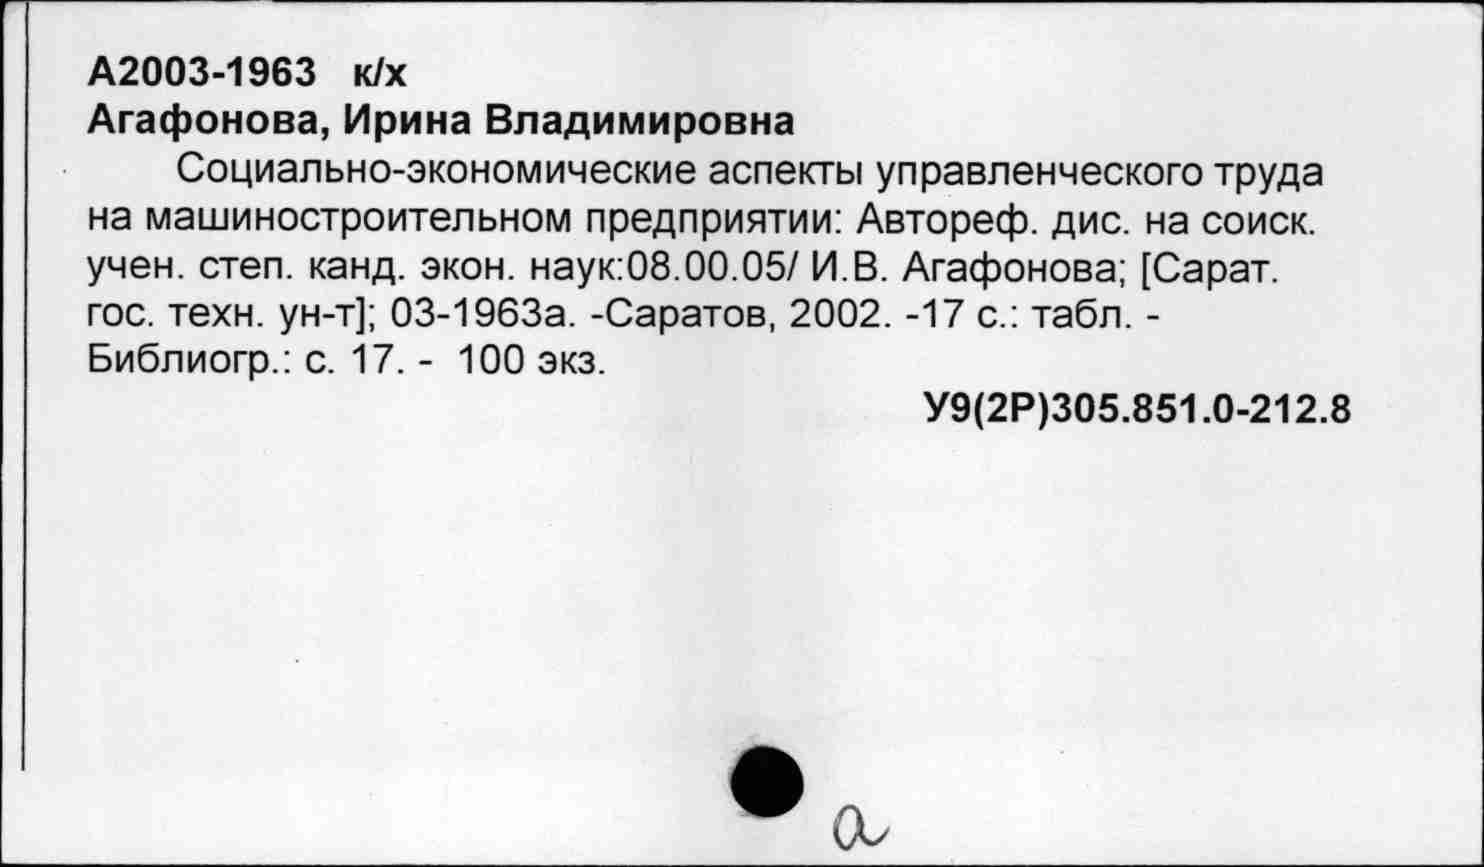 А2003-1963 к/х
Агафонова, Ирина Владимировна
Социально-экономические аспекты управленческого труда
на машиностроительном предприятии: Автореф. дис. на соиск.
учен. степ. канд. экон. наук:08.00.05/ И.В. Агафонова; [Сарат.
гос. техн. ун-т]; 03-1963а. -Саратов, 2002. -17 с.: табл. -
Библиогр.: с. 17. - 100 экз.
У9(2Р)305.851.0-212.8
а